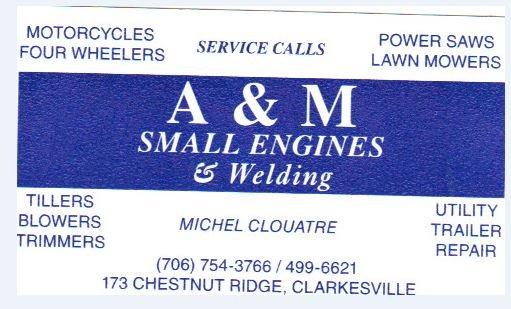 MOTORCYCLES
FOUR WHEELERS
SERVICE CALLS
POWER SAWS
LAWN MOWERS
A & M
SMALL ENGINES
& Welding
TILLERS
BLOWERS
TRIMMERS
MICHEL CLOUATRE
UTILITY
TRAILER
REPAIR
(706) 754-3766 / 499-6621
173 CHESTNUT RIDGE, CLARKESVILLE